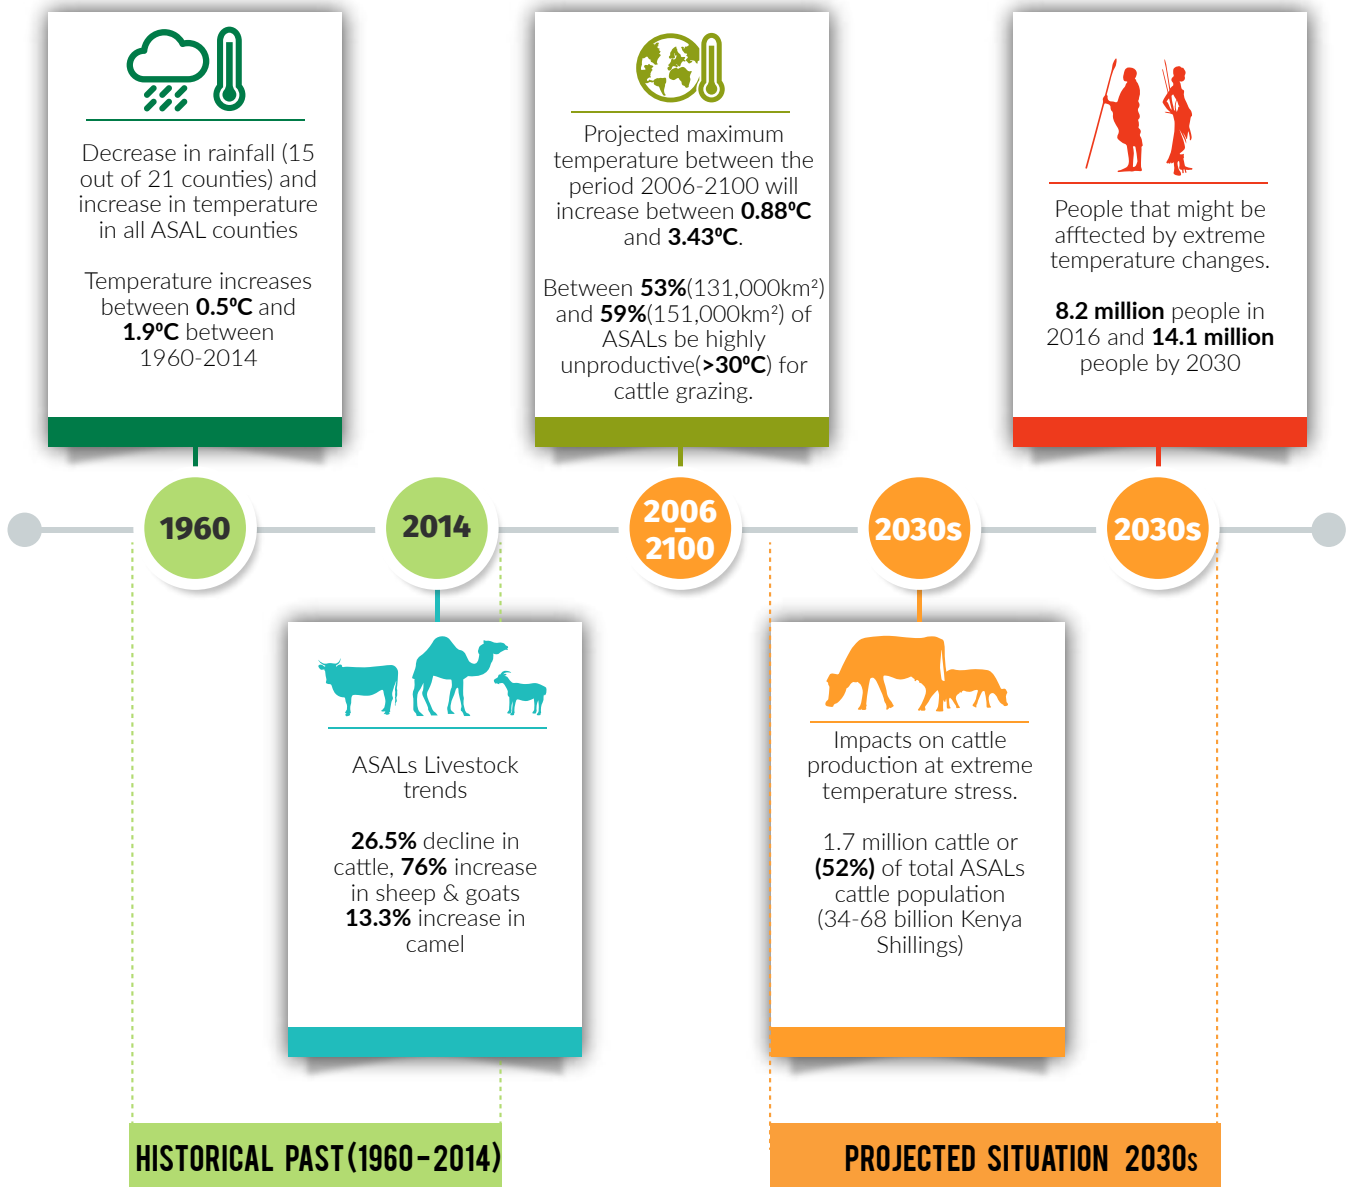 Decrease in rainfall (15
out of 21 counties) and
increase in temperature
in all ASAL counties
Temperature increases
between 0.5⁰C and
1.9⁰C between
1960-2014
Projected maximum
temperature between the
period 2006-2100 will
increase between 0.88⁰C
and 3.43⁰C.
Between 53%(131,000km²)
and 59%(151,000km²) of
ASALs be highly
unproductive(>30⁰C) for
cattle grazing.
People that might be
afftected by extreme
temperature changes.
8.2 million people in
2016 and 14.1 million
people by 2030
1960
2014
2006
-
2100
2030s
2030s
ASALs Livestock
trends
26.5% decline in
cattle, 76% increase
in sheep & goats
13.3% increase in
camel
Impacts on cattle
production at extreme
temperature stress.
1.7 million cattle or
(52%) of total ASALs
cattle population
(34-68 billion Kenya
Shillings)
HISTORICAL PAST (1960 – 2014)
PROJECTED SITUATION 2030s